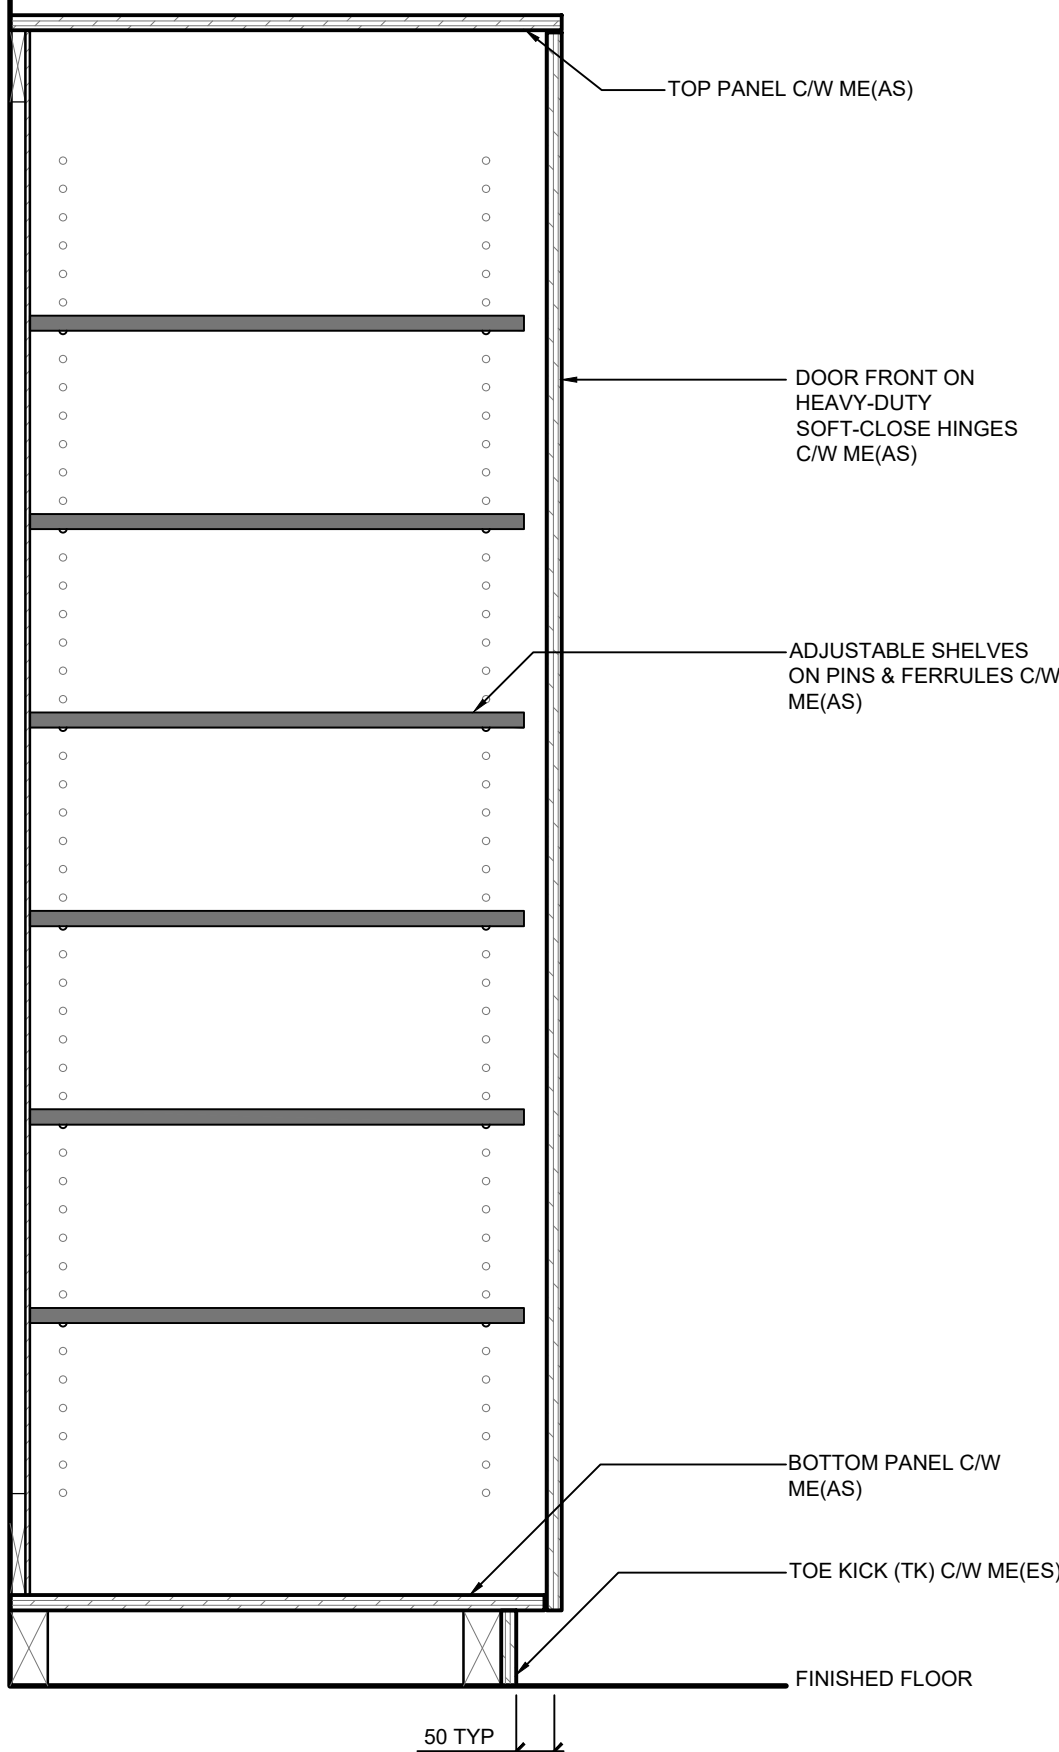 TOP PANEL C/W ME(AS)
DOOR FRONT ON
HEAVY-DUTY
SOFT-CLOSE HINGES
C/W ME(AS)
ADJUSTABLE SHELVES
ON PINS & FERRULES C/W
ME(AS)
BOTTOM PANEL C/W
ME(AS)
TOE KICK (TK) C/W ME(ES)
FINISHED FLOOR
50 TYP